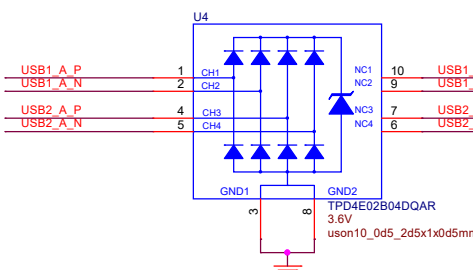 U4
USB1_A_P 1 CH1 NC1 10 USB1_
USB1_A_N 2 CH2 NC2 9 USB1_
USB2_A_P 4 CH3 NC3 7 USB2_
USB2_A_N 5 CH4 NC4 6 USB2_
GND1 GND2
3 8
TPD4E02B04DQAR
3.6V
uson10_0d5_2d5x1x0d5mm